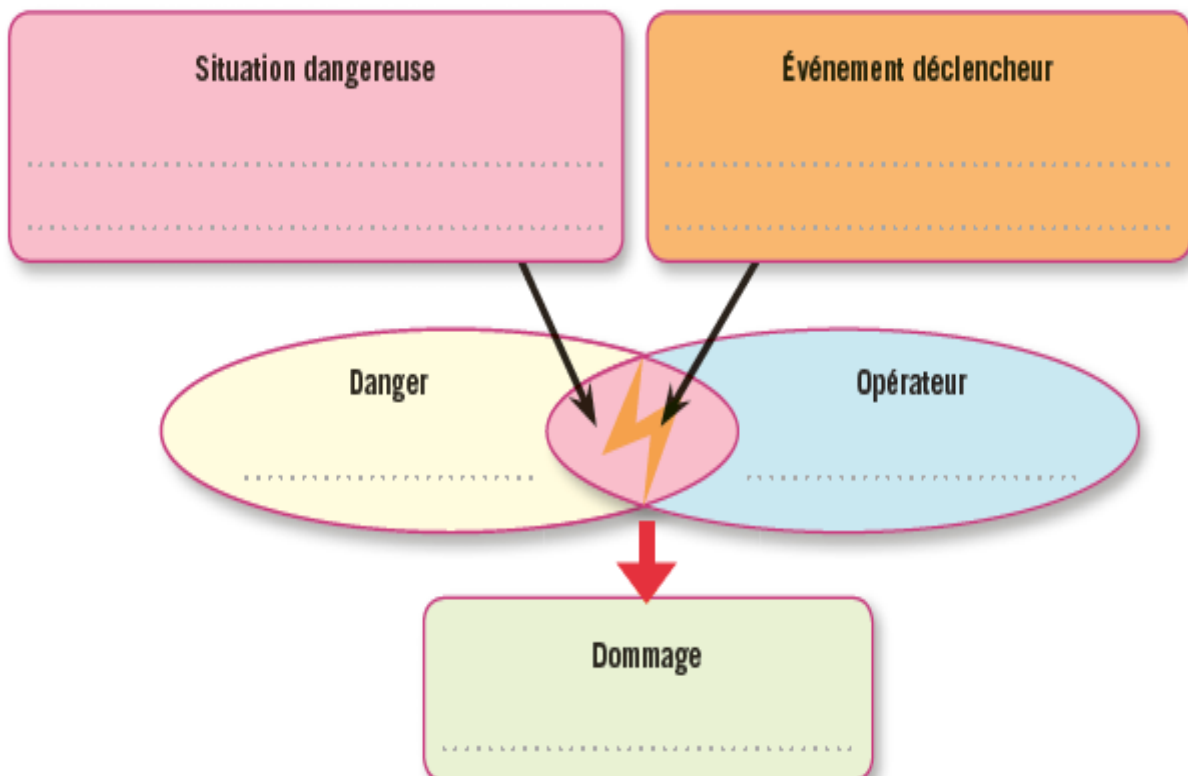 Situation dangereuse
Événement déclencheur
Danger
Opérateur
Dommage